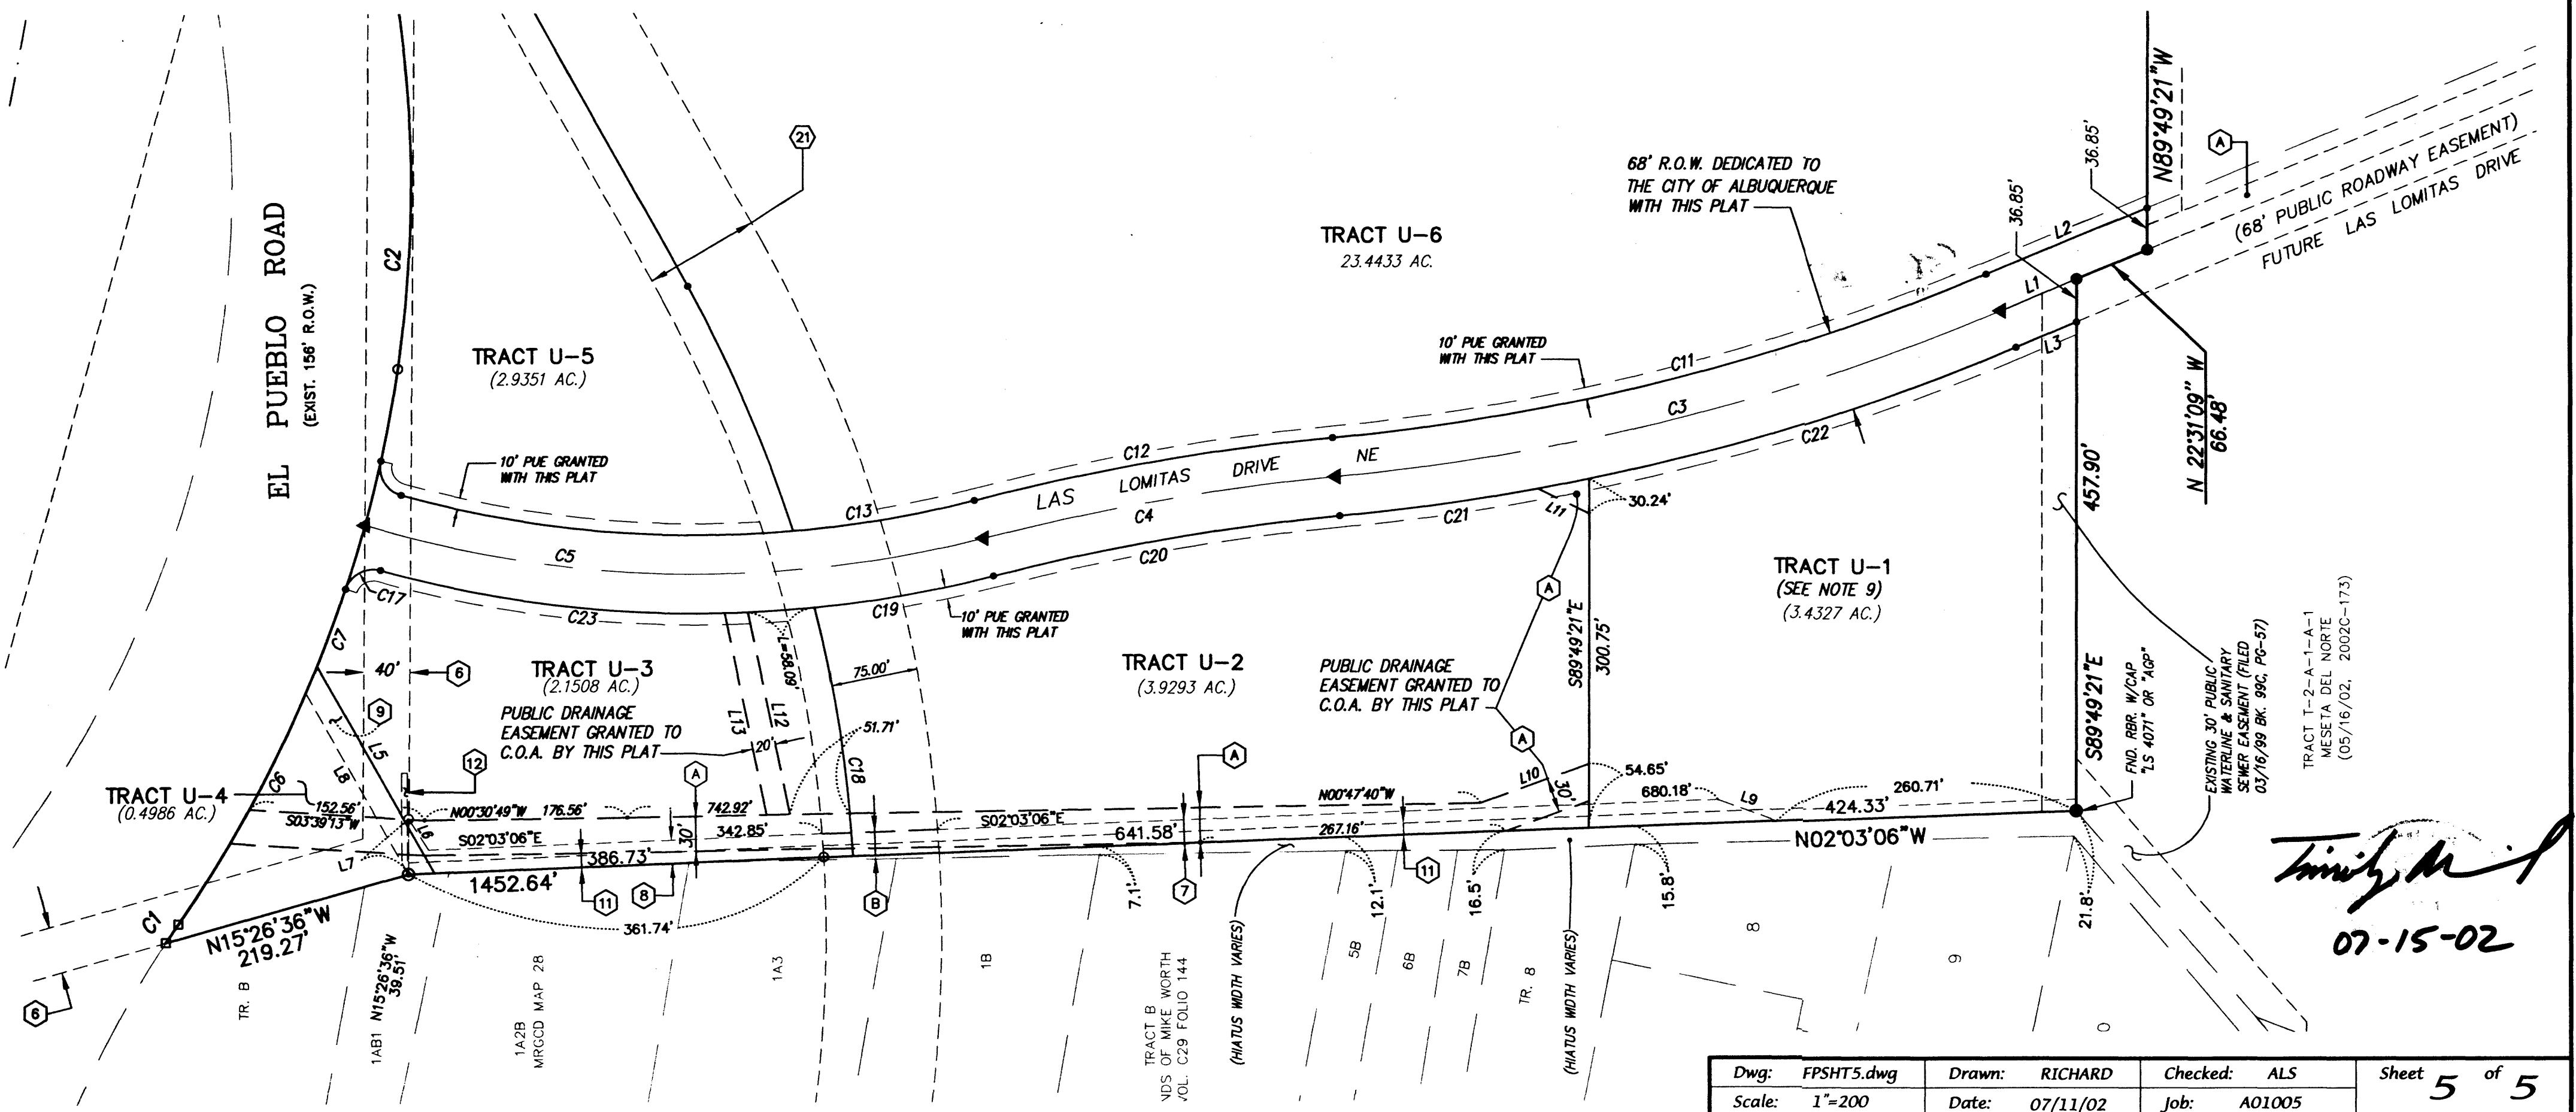 EL PUEBLO ROAD
(EXIST. 156' R.O.W.)
C2
21
TRACT U-5
(2.9351 AC.)
10' PUE GRANTED
WITH THIS PLAT
TRACT U-6
23.4433 AC.
68' R.O.W. DEDICATED TO
THE CITY OF ALBUQUERQUE
WITH THIS PLAT
36.85'
36.85'
N89°49'21"W
A
(68' PUBLIC ROADWAY EASEMENT)
FUTURE LAS LOMITAS DRIVE
L2
L1
L3
N 22°31'09" W
66.48'
10' PUE GRANTED
WITH THIS PLAT
C11
C3
C22
C12
LAS LOMITAS DRIVE NE
C13
C4
C21
C20
C5
C19
C17
C23
10' PUE GRANTED
WITH THIS PLAT
L11
30.24'
A
S89°49'21"E
300.75'
TRACT U-1
(SEE NOTE 9)
(3.4327 AC.)
457.90'
S89°49'21"E
FND. RBR. W/CAP
"LS 4071" OR "AGP"
EXISTING 30' PUBLIC
WATERLINE & SANITARY
SEWER EASEMENT (FILED
03/16/99 BK. 99C, PG-57)
TRACT T-2-A-1-A-1
MESETA DEL NORTE
(05/16/02, 2002C-173)
C7
40'
6
9
L5
L8
C6
TRACT U-3
(2.1508 AC.)
PUBLIC DRAINAGE
EASEMENT GRANTED TO
C.O.A. BY THIS PLAT
L13
L12
20'
L=58.09'
75.00'
51.71'
C18
TRACT U-2
(3.9293 AC.)
PUBLIC DRAINAGE
EASEMENT GRANTED TO
C.O.A. BY THIS PLAT
A
A
L10
30'
54.65'
680.18'
L9
260.71'
424.33'
N02°03'06"W
TRACT U-4
(0.4986 AC.)
152.56'
S03°39'13"W
12
L6
L7
N00°30'49"W 176.56'
A
742.92'
N00°47'40"W
S02°03'06"E
342.85'
30'
S02°03'06"E
641.58'
267.16'
386.73'
1452.64'
11
8
B
7
11
361.74'
7.1'
12.1'
16.5'
15.8'
21.8'
C1
N15°26'36"W
219.27'
6
TR. B
1AB1
N15°26'36"W
39.51'
1A2B
MRGCD MAP 28
1A3
1B
TRACT B
NDS OF MIKE WORTH
VOL. C29 FOLIO 144
(HIATUS WIDTH VARIES)
5B
6B
7B
TR. 8
(HIATUS WIDTH VARIES)
8
9
07-15-02
Dwg: FPSHT5.dwg Drawn: RICHARD Checked: ALS Sheet 5 of 5
Scale: 1"=200 Date: 07/11/02 Job: A01005